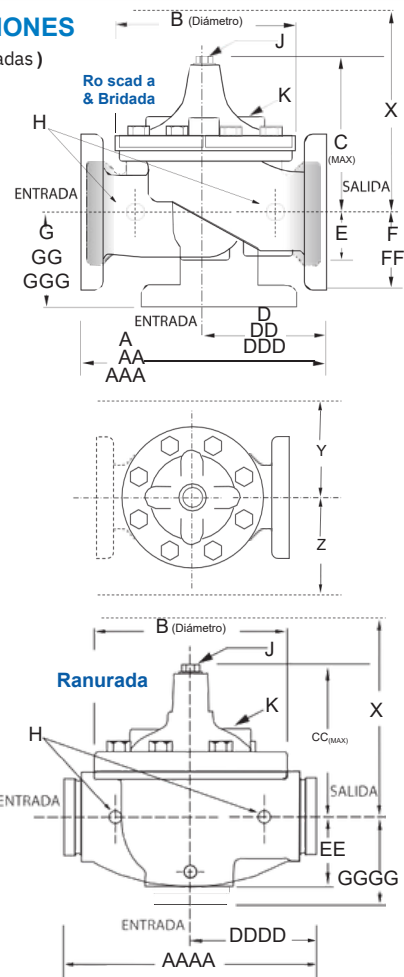 IONES
adas)
B (Diámetro)
J
Ro scad a
& Bridada
K
X
H
C
(MAX)
ENTRADA
SALIDA
G
GG
GGG
E
F
FF
ENTRADA
D
DD
DDD
A
AA
AAA
Y
Z
B (Diámetro)
J
Ranurada
K
X
CC(MAX)
H
ENTRADA
SALIDA
EE
GGGG
ENTRADA
DDDD
AAAA